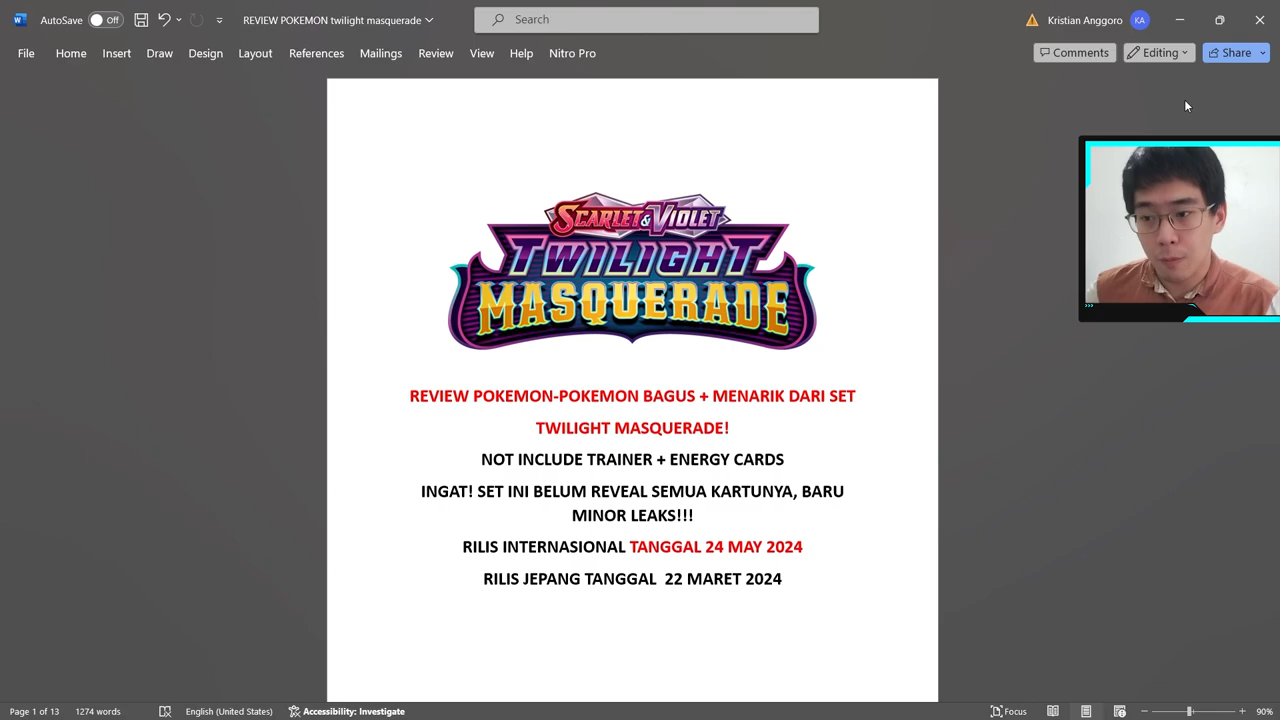 AutoSave Off REVIEW POKEMON twilight masquerade Search Kristian Anggoro KA
File Home Insert Draw Design Layout References Mailings Review View Help Nitro Pro Comments Editing Share
SCARLET & VIOLET
TWILIGHT
MASQUERADE
REVIEW POKEMON-POKEMON BAGUS + MENARIK DARI SET
TWILIGHT MASQUERADE!
NOT INCLUDE TRAINER + ENERGY CARDS
INGAT! SET INI BELUM REVEAL SEMUA KARTUNYA, BARU
MINOR LEAKS!!!
RILIS INTERNASIONAL TANGGAL 24 MAY 2024
RILIS JEPANG TANGGAL 22 MARET 2024
Page 1 of 13 1274 words English (United States) Accessibility: Investigate Focus 90%